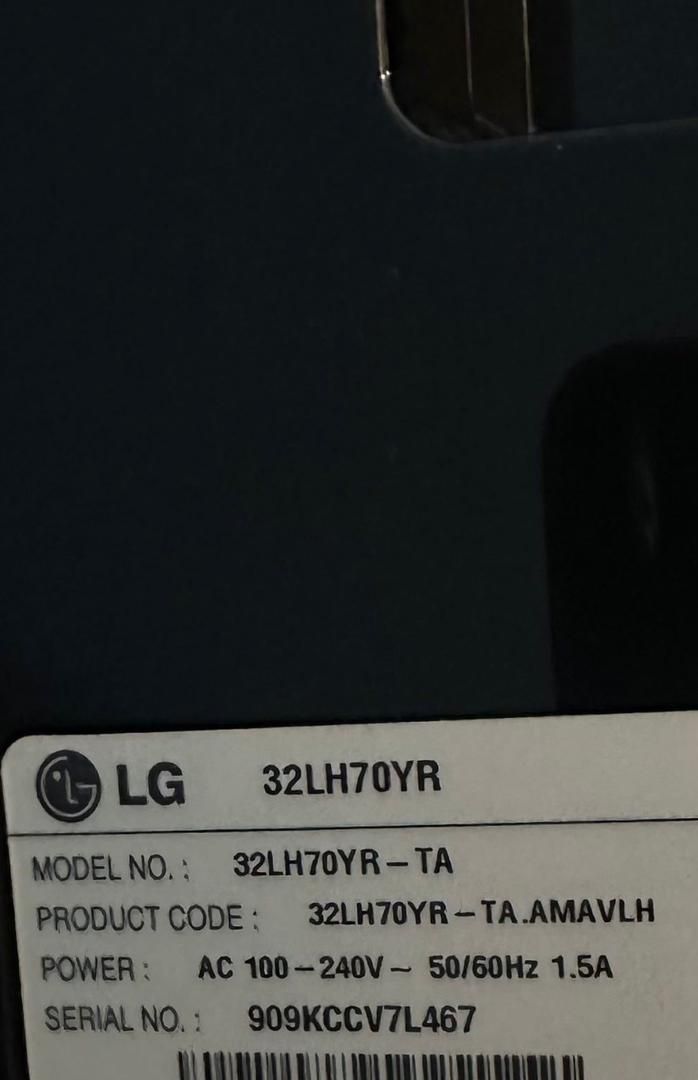 LG 32LH70YR
MODEL NO. : 32LH70YR-TA
PRODUCT CODE : 32LH70YR-TA.AMAVLH
POWER : AC 100-240V~ 50/60Hz 1.5A
SERIAL NO. : 909KCCV7L467